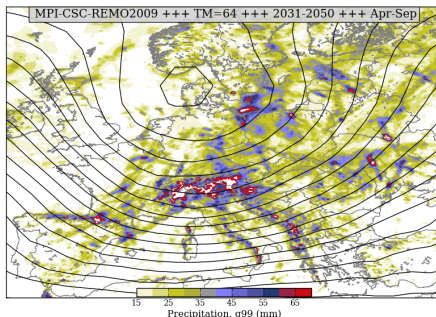 MPI-CSC-REMO2009 +++ TM=64 +++ 2031-2050 +++ Apr-Sep
15 25 35 45 55 65
Precipitation, q99 (mm)